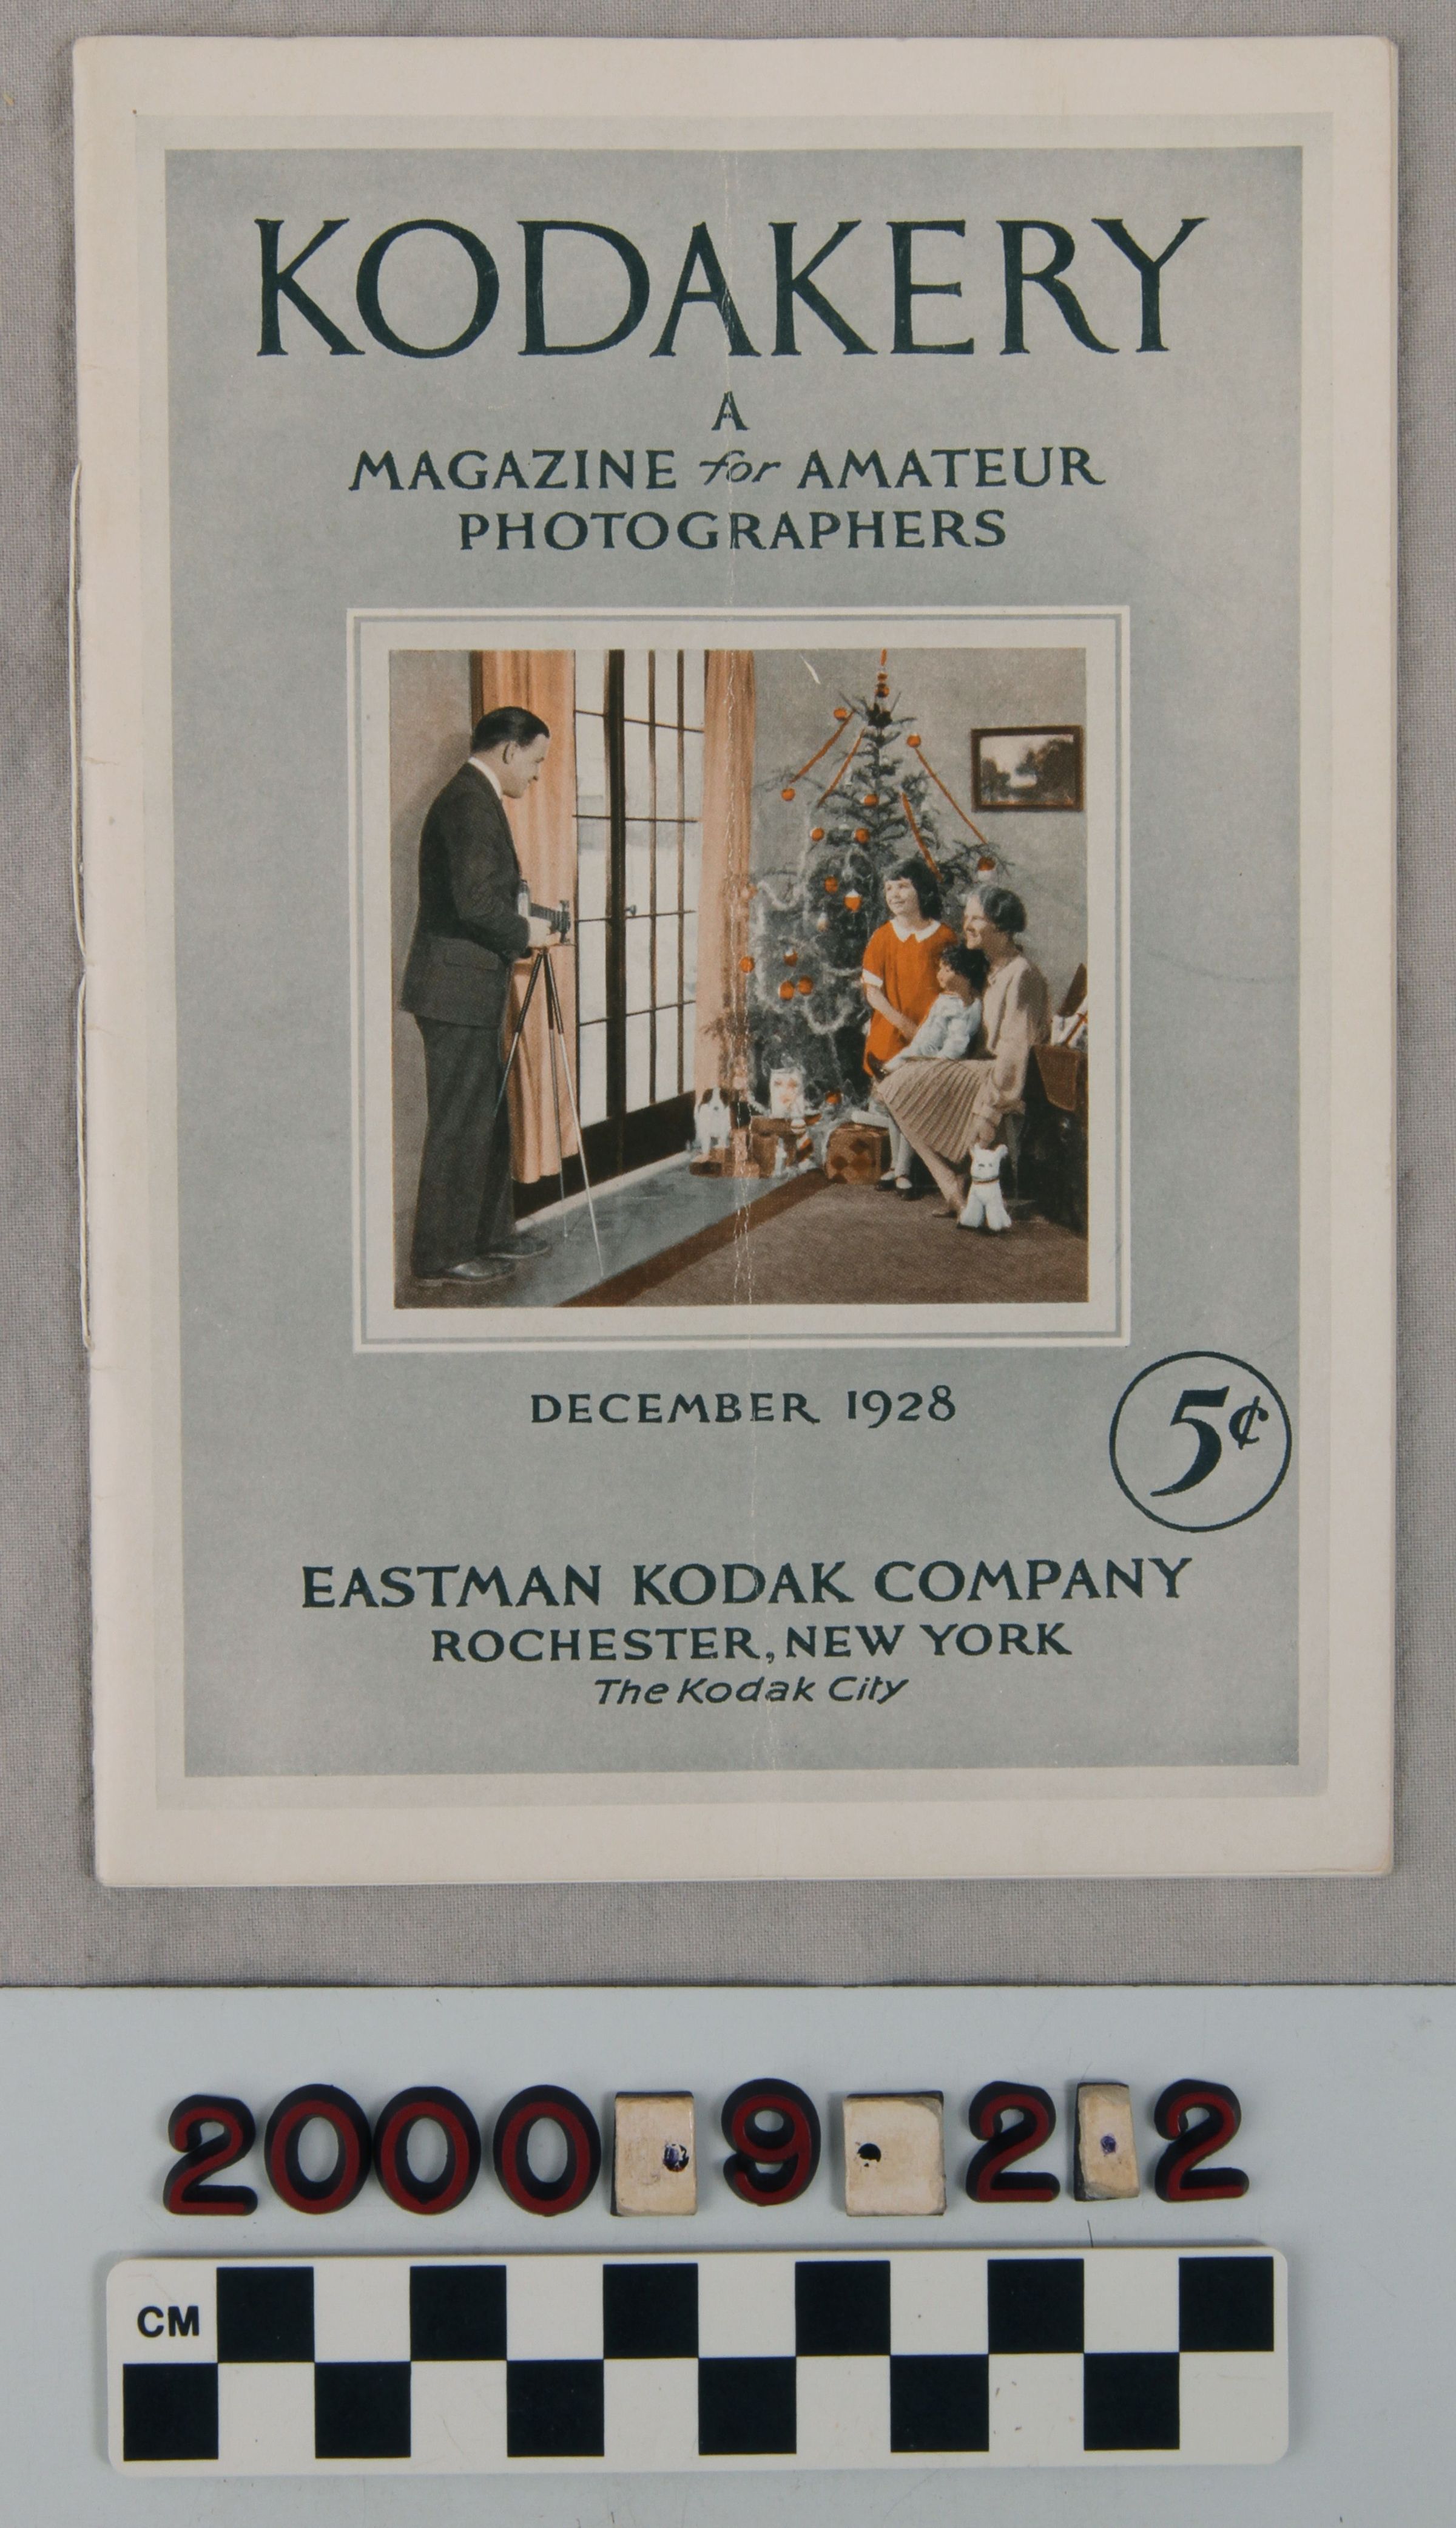 KODAKERY
A
MAGAZINE for AMATEUR
PHOTOGRAPHERS
DECEMBER 1928
5¢
EASTMAN KODAK COMPANY
ROCHESTER, NEW YORK
The Kodak City
2000.9.2.2
CM